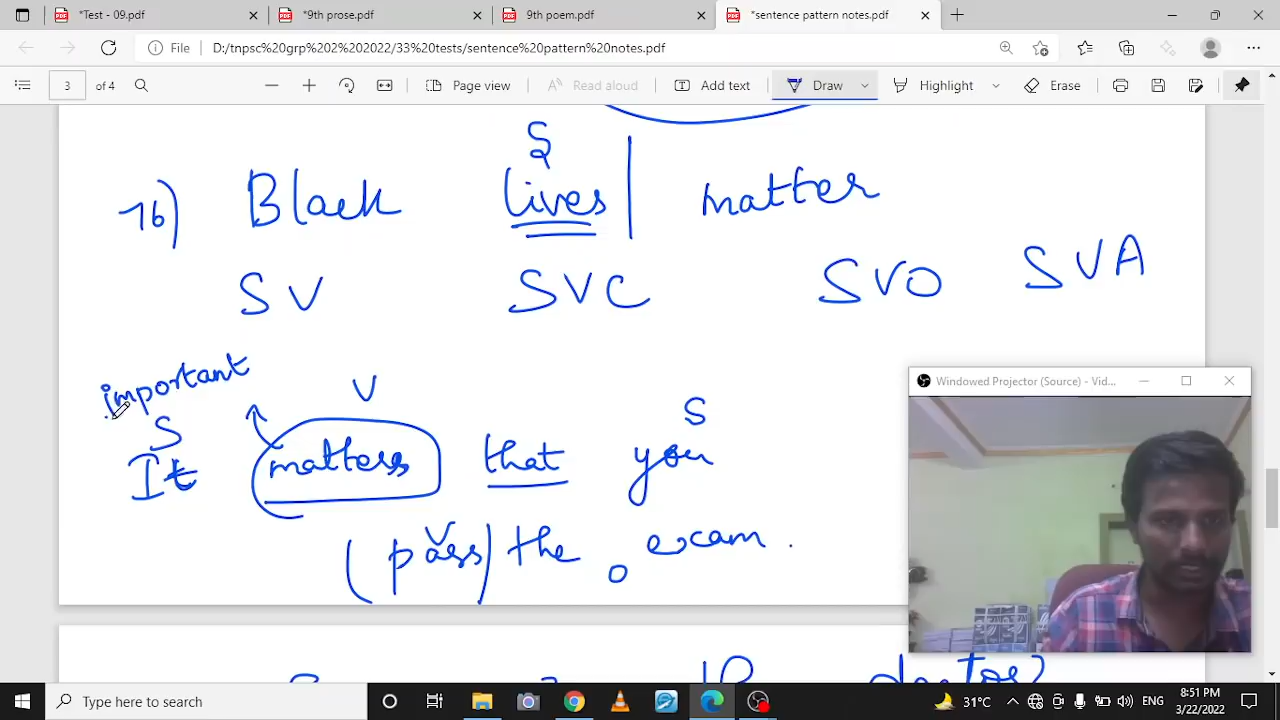 *Test - 09.pdf
*9th prose.pdf
9th poem.pdf
*sentence pattern notes.pdf
File D:/tnpsc%20grp%202%202022/33%20tests/sentence%20pattern%20notes.pdf
3 of 4
Page view
Read aloud
Add text
Draw
Highlight
Erase
S
16) Black lives matter
SV SVC SVO SVA
important
S V S
It matters that you
V
(pass) the exam.
O
Windowed Projector (Source) - Vid...
Type here to search
31°C
ENG
8:51 PM
3/22/2022